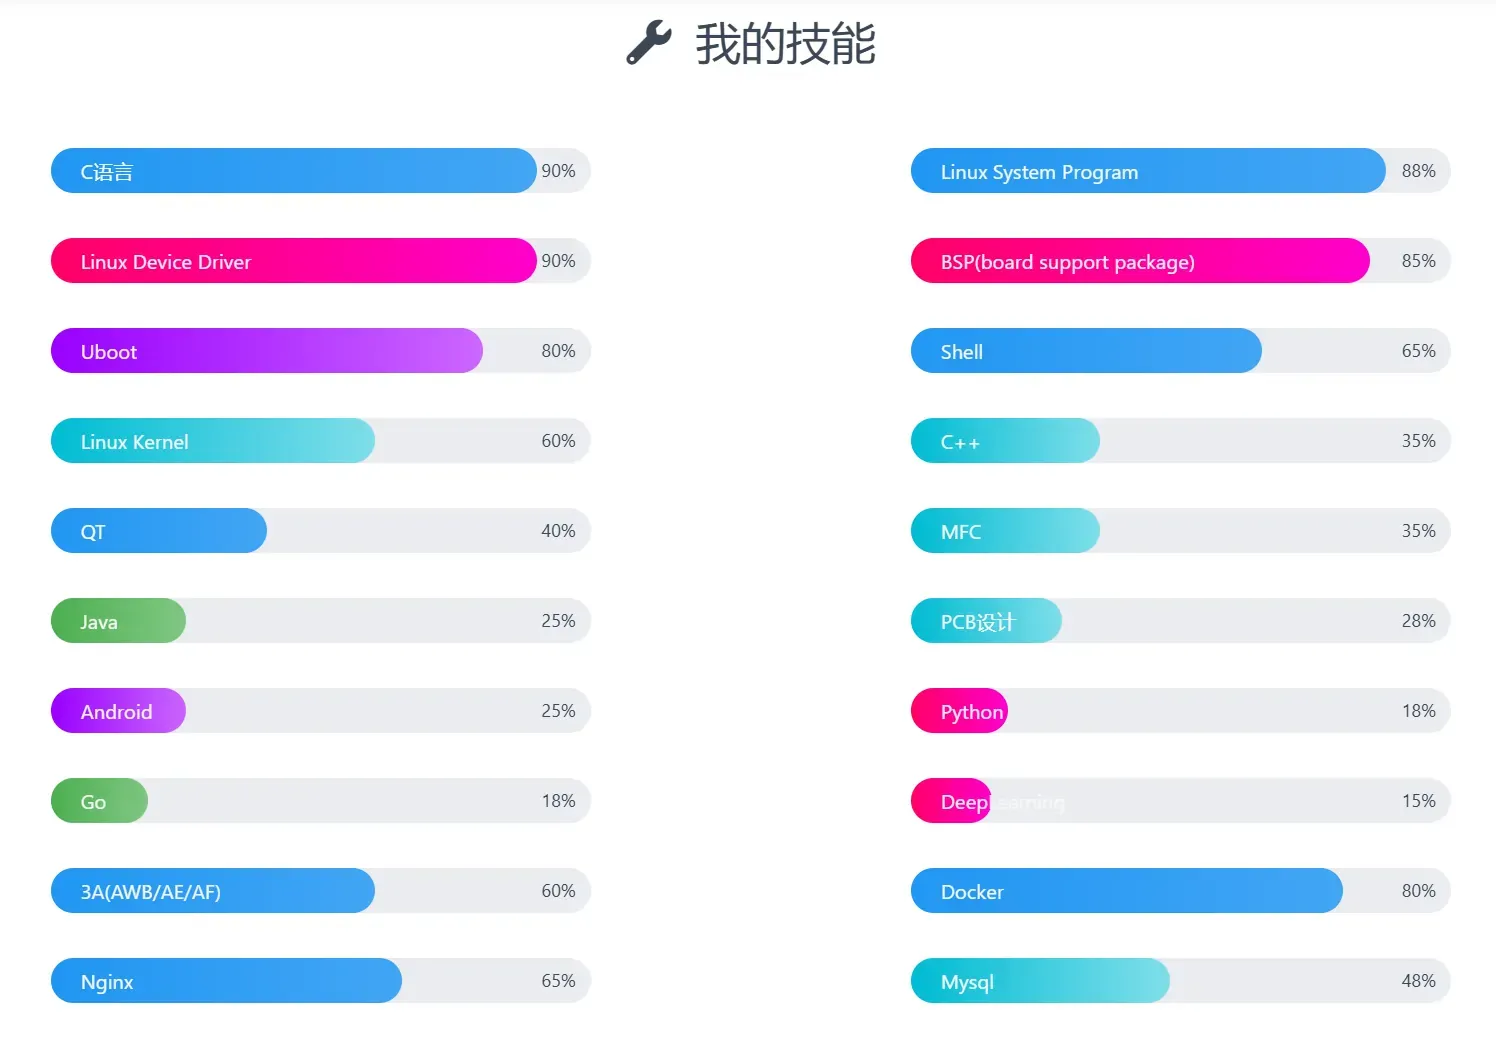 我的技能
C语言 90%
Linux System Program 88%
Linux Device Driver 90%
BSP(board support package) 85%
Uboot 80%
Shell 65%
Linux Kernel 60%
C++ 35%
QT 40%
MFC 35%
Java 25%
PCB设计 28%
Android 25%
Python 18%
Go 18%
DeepLearning 15%
3A(AWB/AE/AF) 60%
Docker 80%
Nginx 65%
Mysql 48%